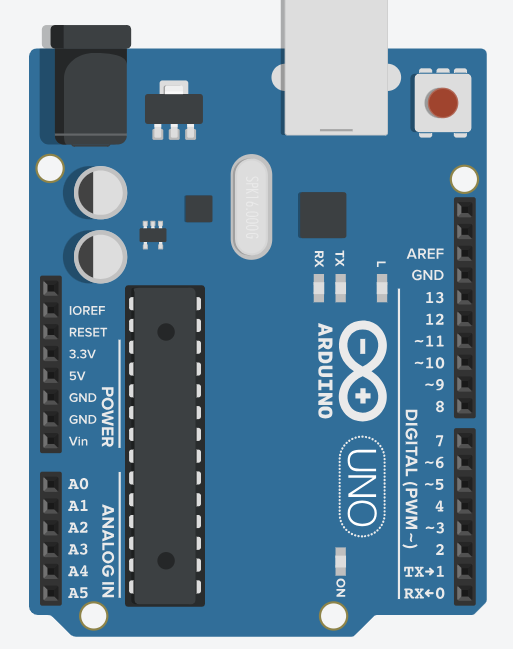 SPK16.000G
RX
TX
L
AREF
GND
13
12
~11
~10
~9
8
IOREF
RESET
3.3V
5V
GND
GND
Vin
POWER
ARDUINO
UNO
DIGITAL (PWM~)
7
~6
~5
4
~3
2
TX→1
RX←0
A0
A1
A2
A3
A4
A5
ANALOG IN
ON